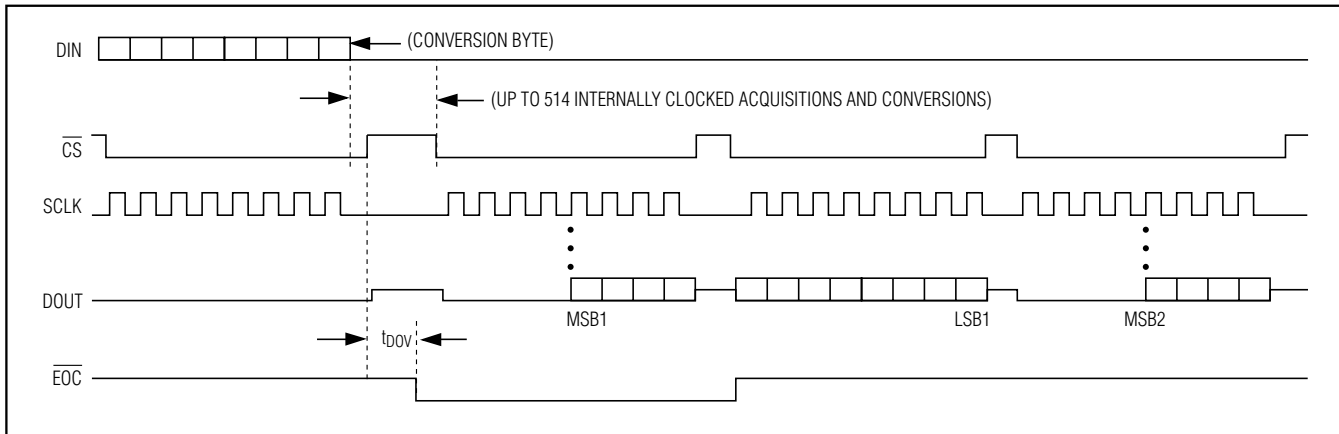 DIN
(CONVERSION BYTE)
(UP TO 514 INTERNALLY CLOCKED ACQUISITIONS AND CONVERSIONS)
CS
SCLK
DOUT
MSB1
LSB1
MSB2
tDOV
EOC